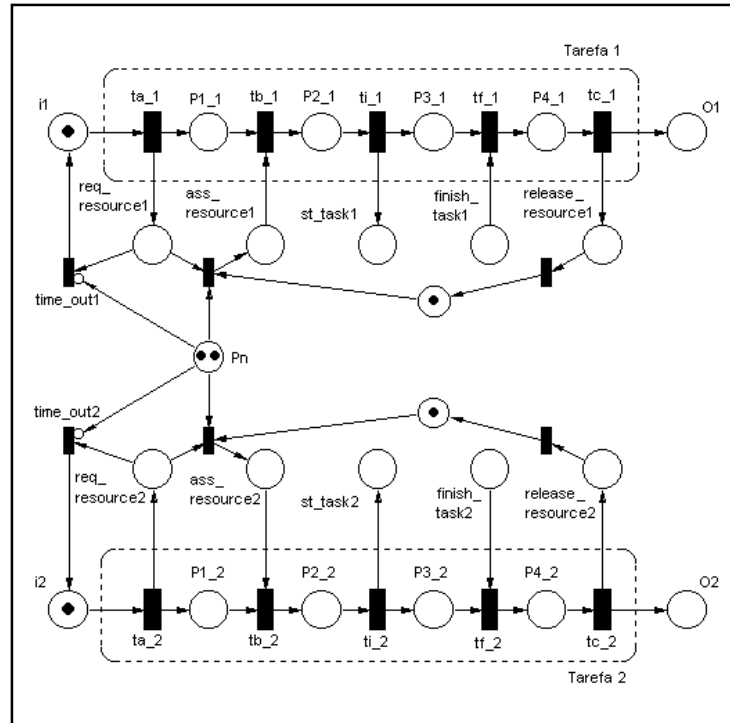 Tarefa 1
i1
ta_1
P1_1
tb_1
P2_1
ti_1
P3_1
tf_1
P4_1
tc_1
O1
req_
resource1
ass_
resource1
st_task1
finish_
task1
release_
resource1
time_out1
Pn
time_out2
req_
resource2
ass_
resource2
st_task2
finish_
task2
release_
resource2
i2
P1_2
P2_2
P3_2
P4_2
O2
ta_2
tb_2
ti_2
tf_2
tc_2
Tarefa 2